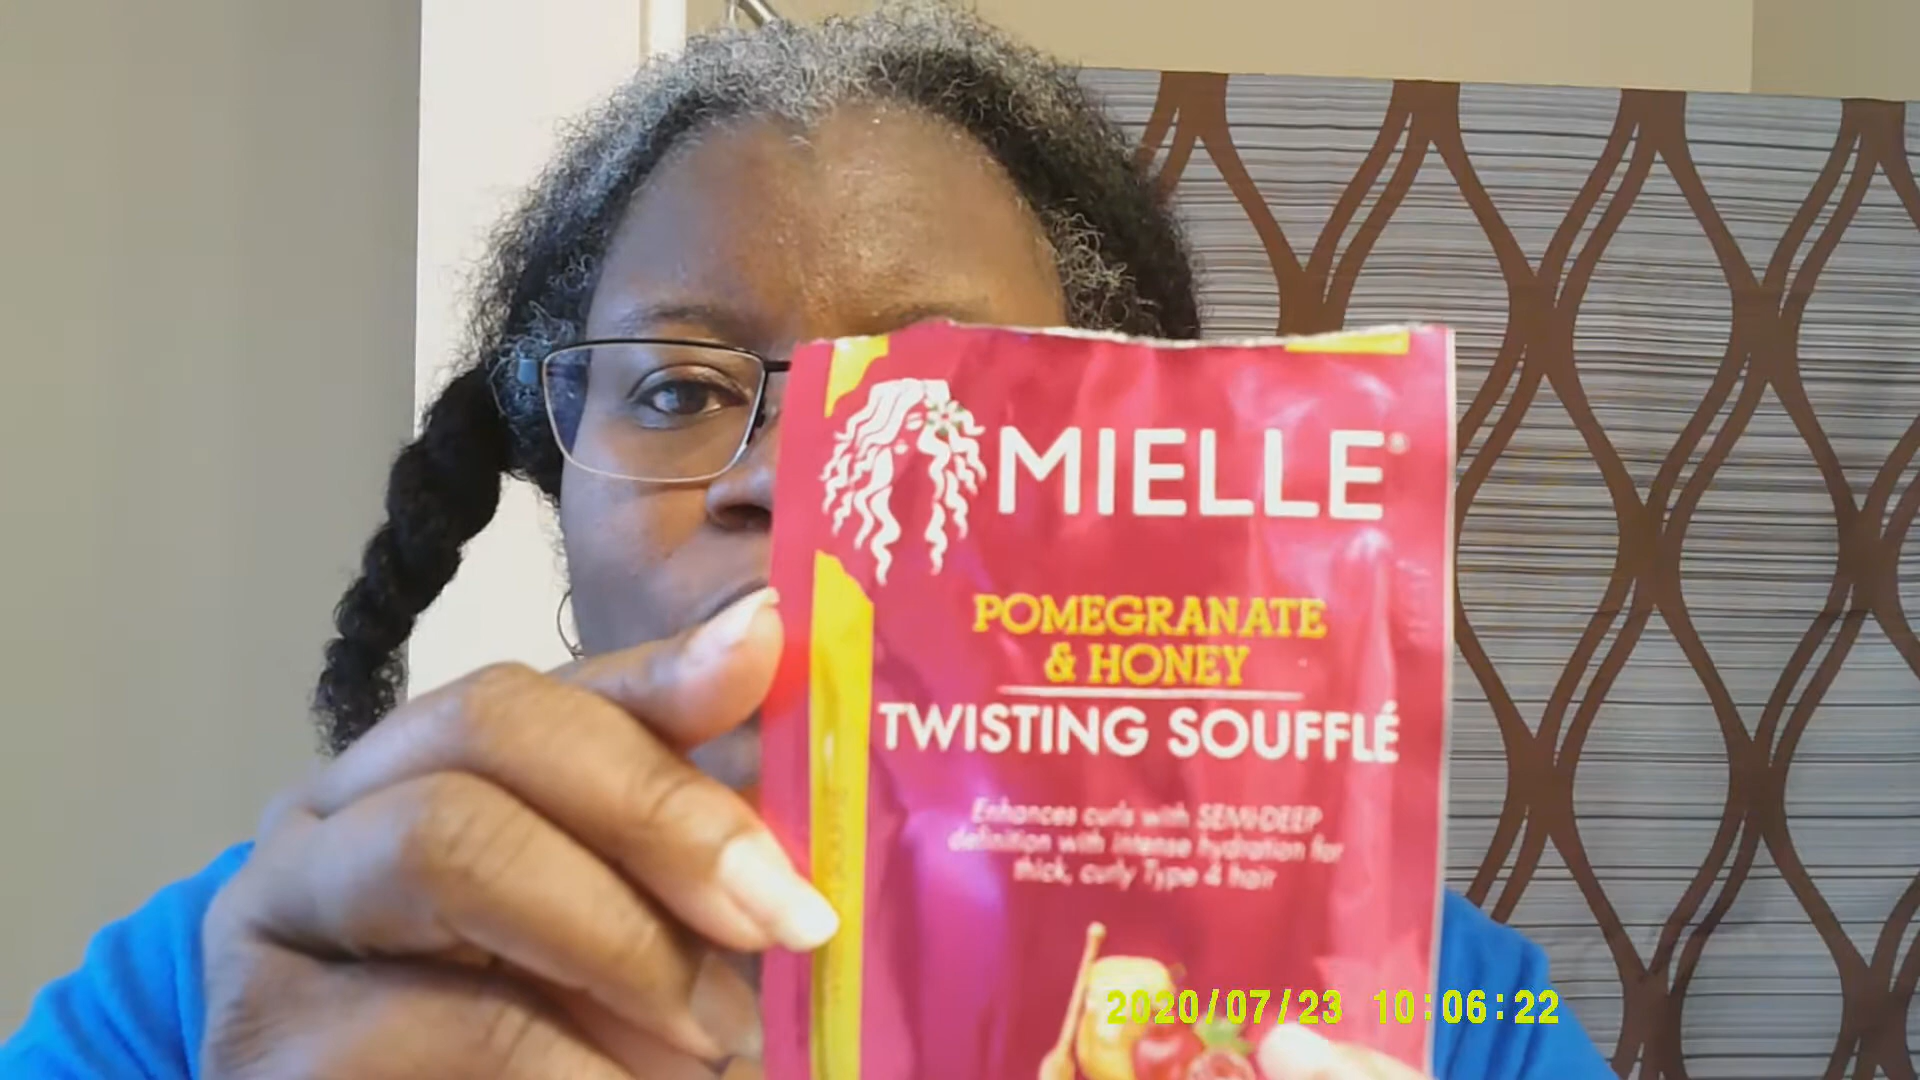 MIELLE®
POMEGRANATE
& HONEY
TWISTING SOUFFLÉ
Enhances curls with SEMI-DEEP
definition with intense hydration for
thick, curly Type 4 hair
2020/07/23 10:06:22